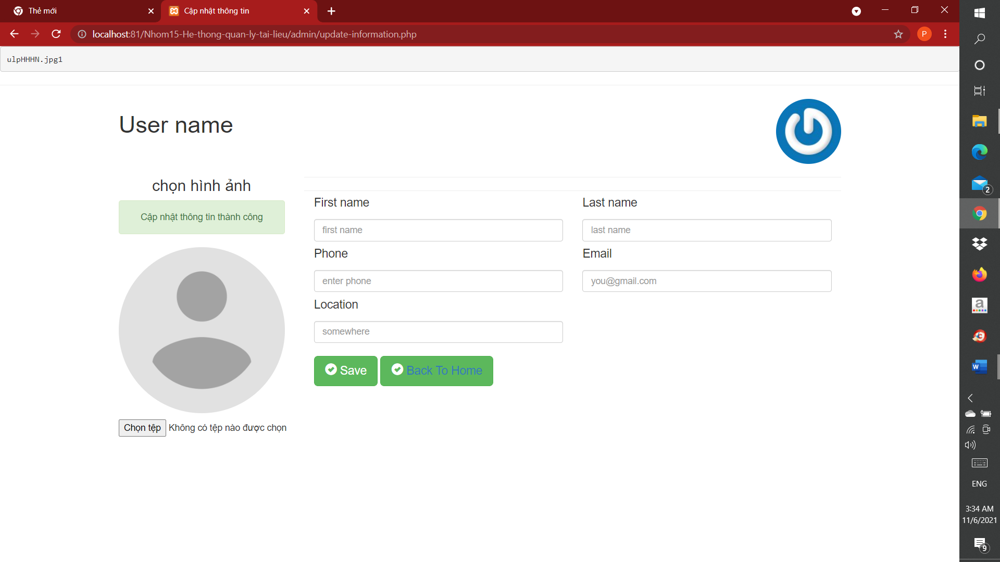 Thẻ mới
Cập nhật thông tin
localhost:81/Nhom15-He-thong-quan-ly-tai-lieu/admin/update-information.php
P
ulpHHHN.jpg1
User name
chọn hình ảnh
Cập nhật thông tin thành công
First name
first name
Last name
last name
Phone
enter phone
Email
you@gmail.com
Location
somewhere
Save
Back To Home
Chọn tệp Không có tệp nào được chọn
2
a
W
ENG
3:34 AM
11/6/2021
9